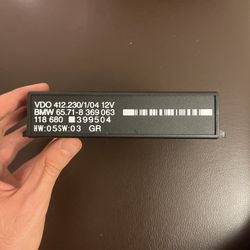 VDO 412.230/1/04 12V
BMW 65.71-8 369 063
118 680 399504
HW:05SW:03 GR